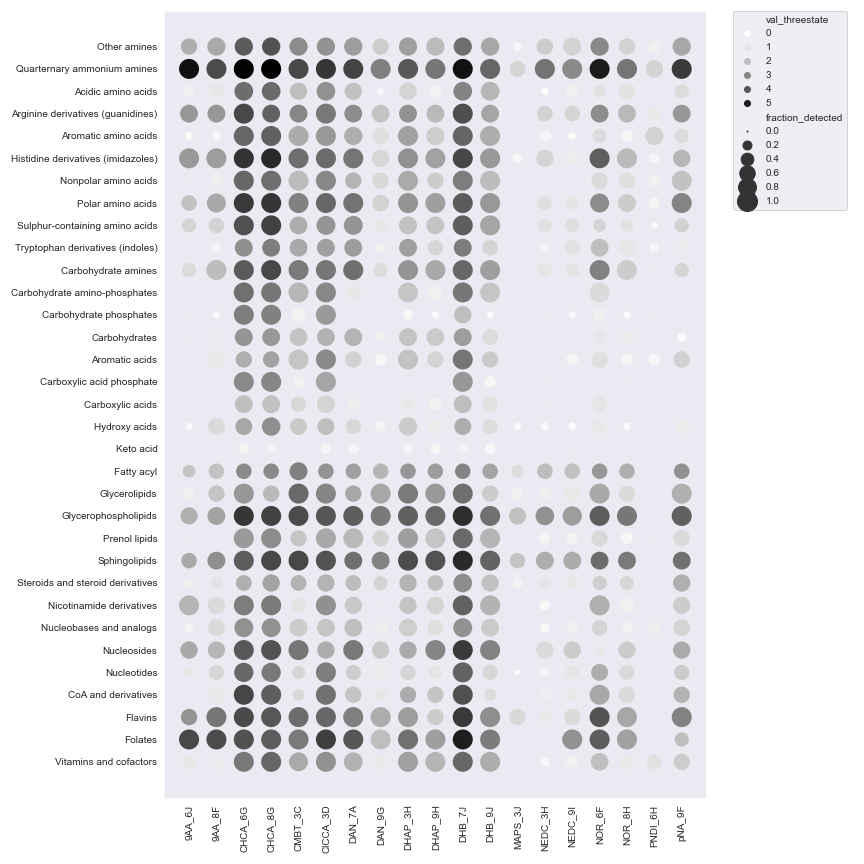 val_threestate
0
1
2
3
4
5
fraction_detected
0.0
0.2
0.4
0.6
0.8
1.0
Other amines
Quarternary ammonium amines
Acidic amino acids
Arginine derivatives (guanidines)
Aromatic amino acids
Histidine derivatives (imidazoles)
Nonpolar amino acids
Polar amino acids
Sulphur-containing amino acids
Tryptophan derivatives (indoles)
Carbohydrate amines
Carbohydrate amino-phosphates
Carbohydrate phosphates
Carbohydrates
Aromatic acids
Carboxylic acid phosphate
Carboxylic acids
Hydroxy acids
Keto acid
Fatty acyl
Glycerolipids
Glycerophospholipids
Prenol lipids
Sphingolipids
Steroids and steroid derivatives
Nicotinamide derivatives
Nucleobases and analogs
Nucleosides
Nucleotides
CoA and derivatives
Flavins
Folates
Vitamins and cofactors
9AA_6J
9AA_8F
CHCA_6G
CHCA_8G
CMBT_3C
ClCCA_3D
DAN_7A
DAN_9G
DHAP_3H
DHAP_9H
DHB_7J
DHB_9J
MAPS_3J
NEDC_3H
NEDC_9I
NOR_6F
NOR_8H
PNDI_6H
pNA_9F